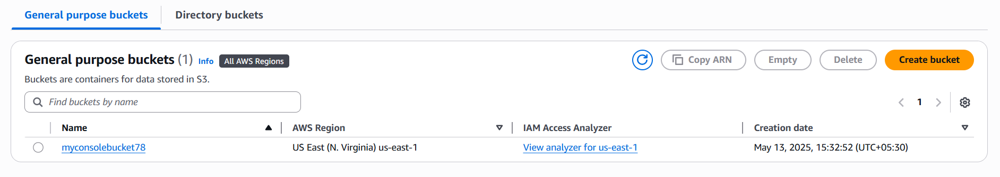 General purpose buckets Directory buckets
General purpose buckets (1) Info All AWS Regions Copy ARN Empty Delete Create bucket
Buckets are containers for data stored in S3.
Find buckets by name 1
Name AWS Region IAM Access Analyzer Creation date
myconsolebucket78 US East (N. Virginia) us-east-1 View analyzer for us-east-1 May 13, 2025, 15:32:52 (UTC+05:30)